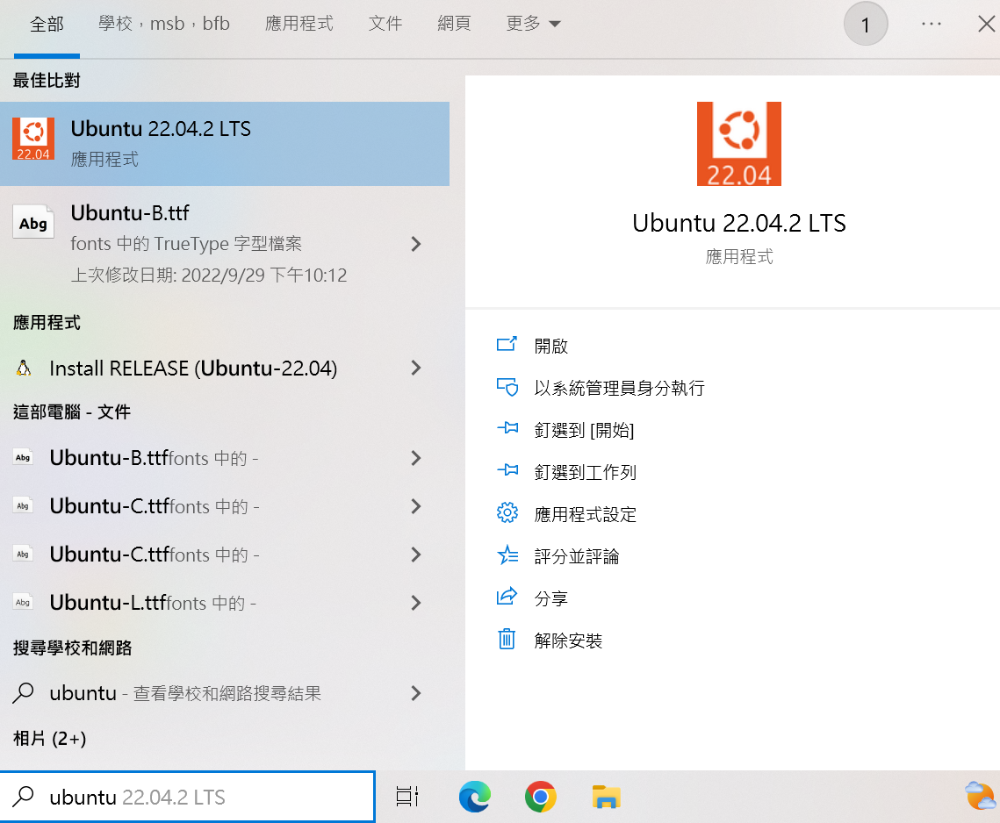 全部 學校，msb，bfb 應用程式 文件 網頁 更多 1 ...
最佳比對
22.04
Ubuntu 22.04.2 LTS
應用程式
Abg
Ubuntu-B.ttf
fonts 中的 TrueType 字型檔案
上次修改日期: 2022/9/29 下午10:12
應用程式
Install RELEASE (Ubuntu-22.04)
這部電腦 - 文件
Abg Ubuntu-B.ttffonts 中的 -
Abg Ubuntu-C.ttffonts 中的 -
Abg Ubuntu-C.ttffonts 中的 -
Abg Ubuntu-L.ttffonts 中的 -
搜尋學校和網路
ubuntu - 查看學校和網路搜尋結果
相片 (2+)
ubuntu 22.04.2 LTS
22.04
Ubuntu 22.04.2 LTS
應用程式
開啟
以系統管理員身分執行
釘選到 [開始]
釘選到工作列
應用程式設定
評分並評論
分享
解除安裝